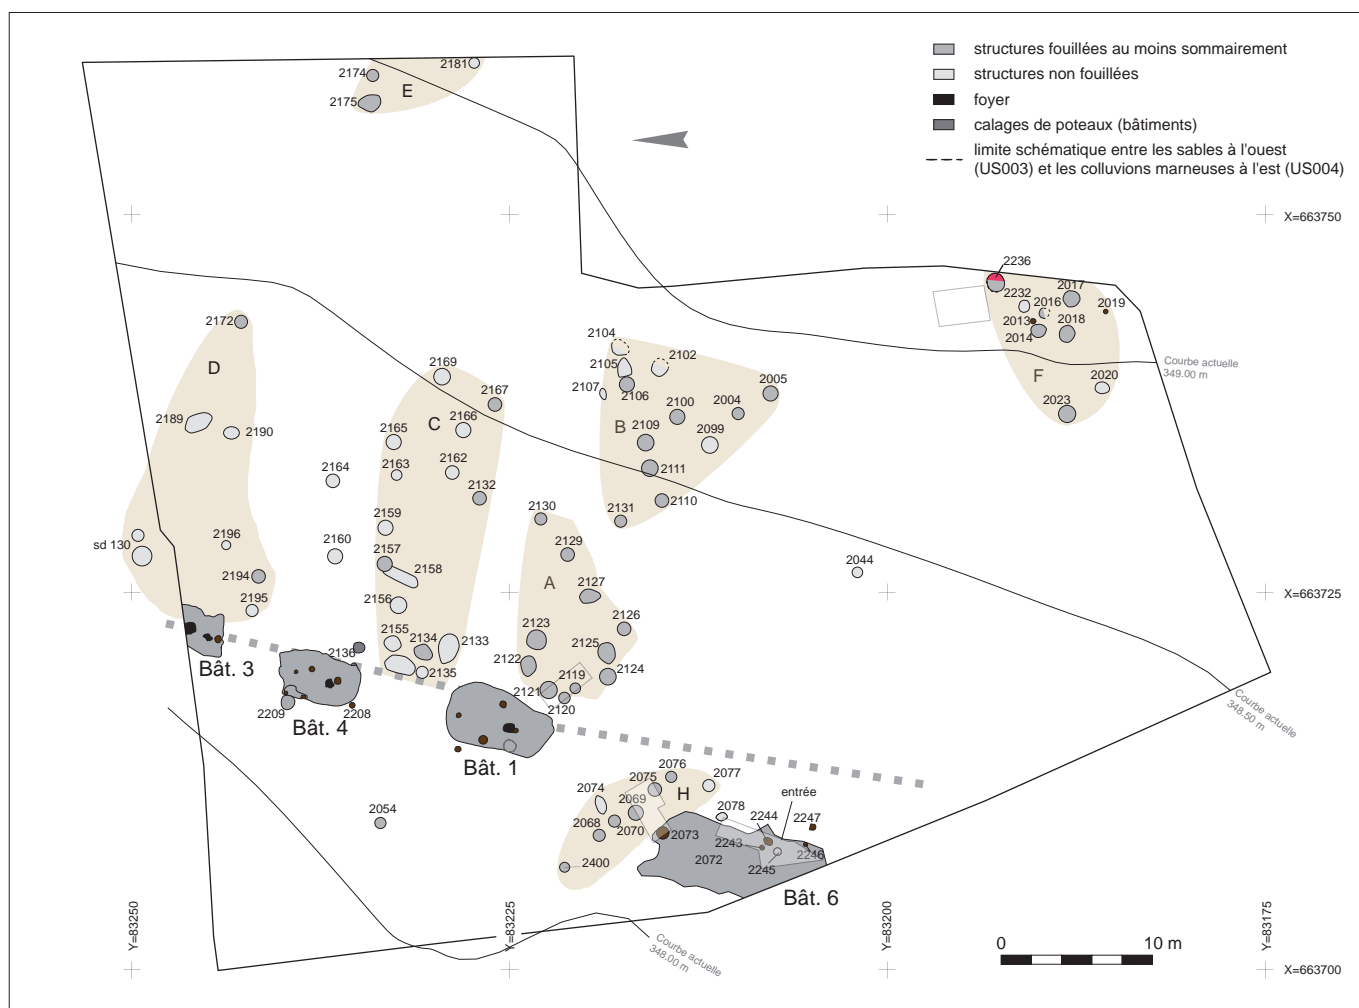 structures fouillées au moins sommairement
structures non fouillées
foyer
calages de poteaux (bâtiments)
limite schématique entre les sables à l'ouest
(US003) et les colluvions marneuses à l'est (US004)
2174
2181
E
2175
X=663750
2236
2232
2017
2016
2019
2013
2018
2014
Courbe actuelle
349.00 m
F
2020
2023
2172
D
2189
2190
2164
sd 130
2196
2160
2194
2195
2169
2167
C
2166
2165
2163
2162
2132
2159
2157
2158
2156
2155
2134
2133
2135
2136
2104
2102
2105
2107
2106
2005
2100
2004
B
2109
2099
2111
2110
2131
2130
2129
A
2127
2123
2126
2125
2122
2124
2119
2121
2120
2044
X=663725
Bât. 3
2209
2208
Bât. 4
Bât. 1
Courbe actuelle
348.50 m
2054
2076
2075
2077
2074
H
2069
2078
entrée
2244
2247
2068
2070
2073
2243
2246
2072
2245
2400
Bât. 6
Courbe actuelle
348.00 m
Y=83250
Y=83225
Y=83200
Y=83175
0
10 m
X=663700